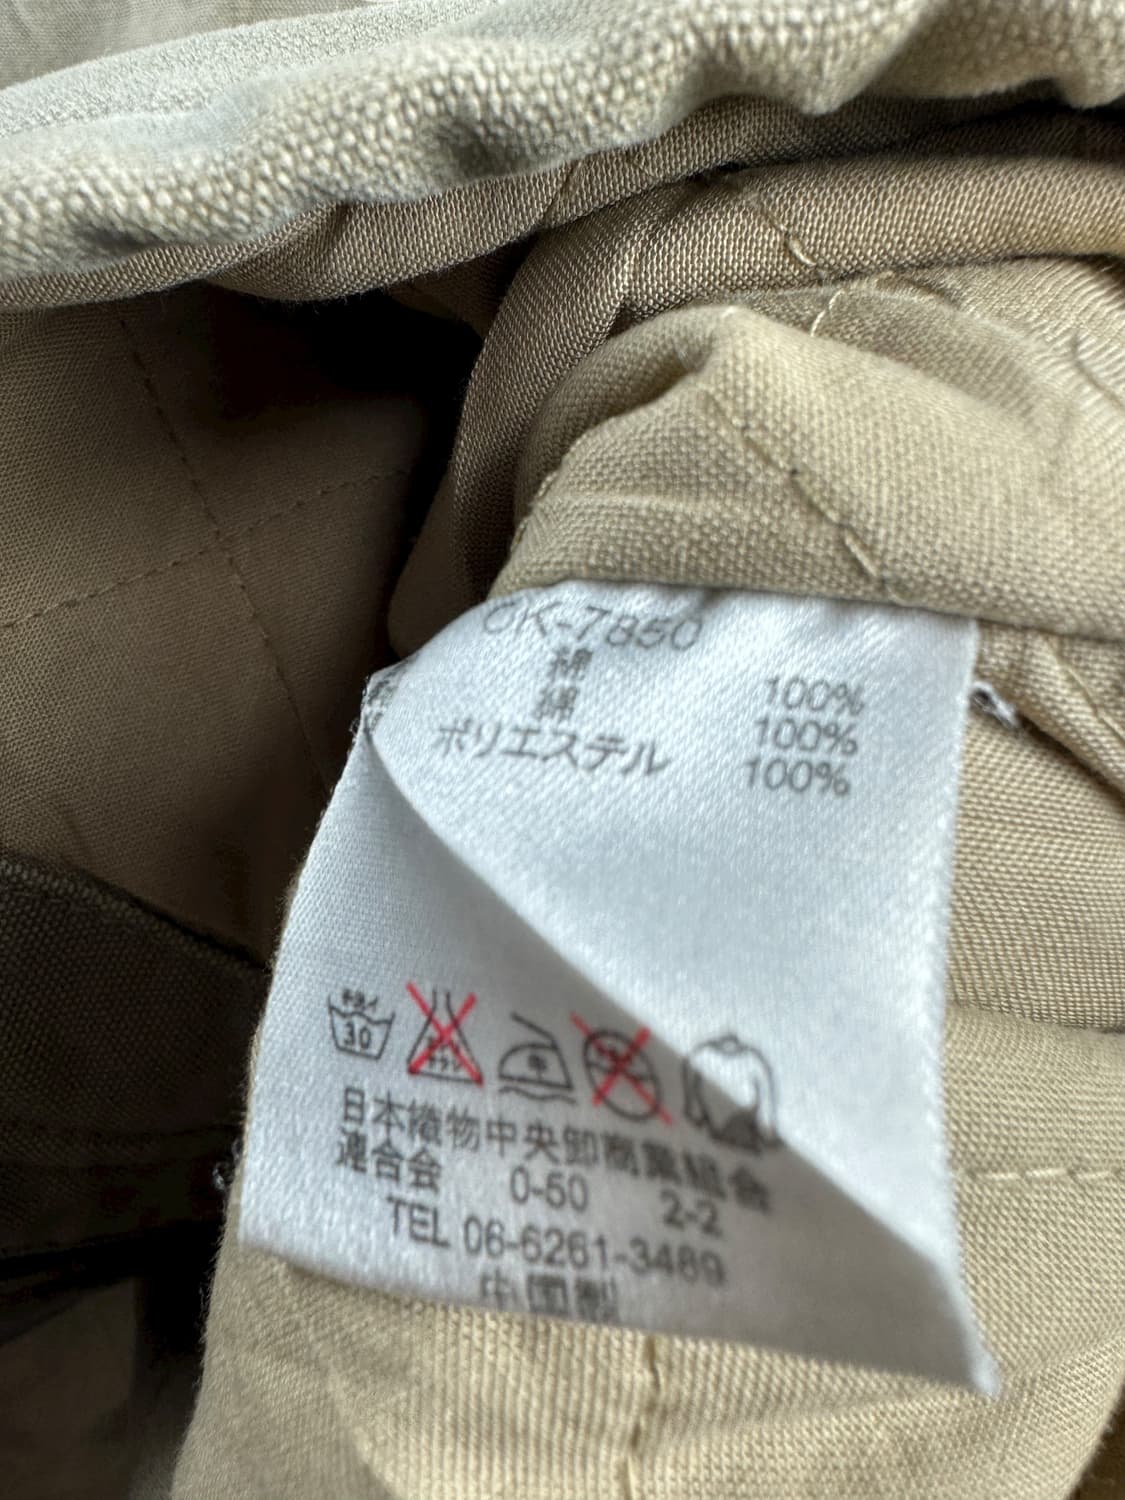 CK-7850
綿 100%
綿 100%
ポリエステル 100%
30
中
日本織物中央卸商業組合
連合会 0-50 2-2
TEL 06-6261-3489
中国製